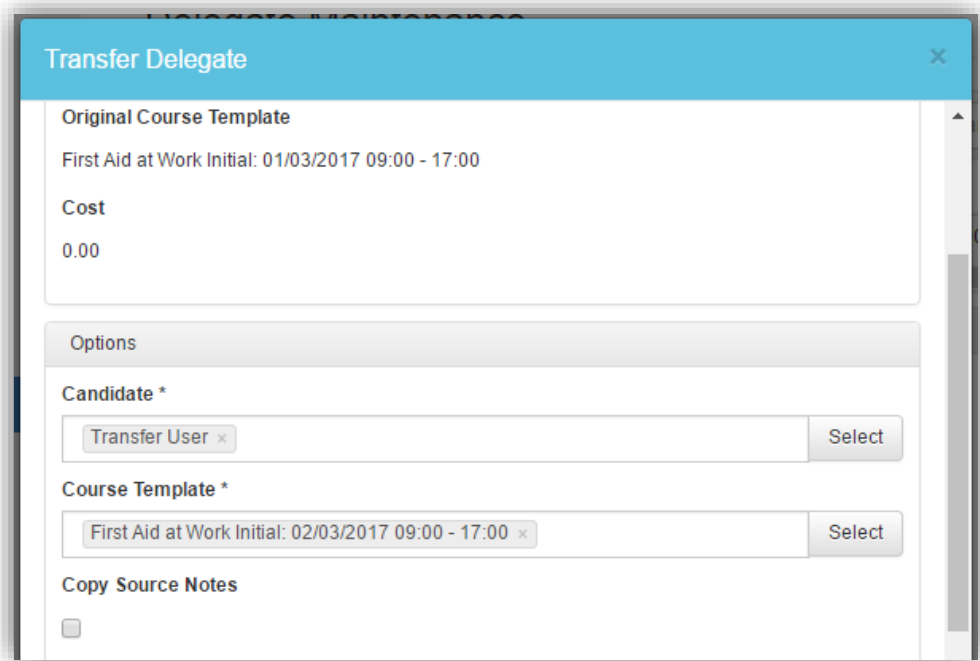 Delegate Maintenance
Transfer Delegate ×
Original Course Template
First Aid at Work Initial: 01/03/2017 09:00 - 17:00
Cost
0.00
Options
Candidate *
Transfer User × Select
Course Template *
First Aid at Work Initial: 02/03/2017 09:00 - 17:00 × Select
Copy Source Notes